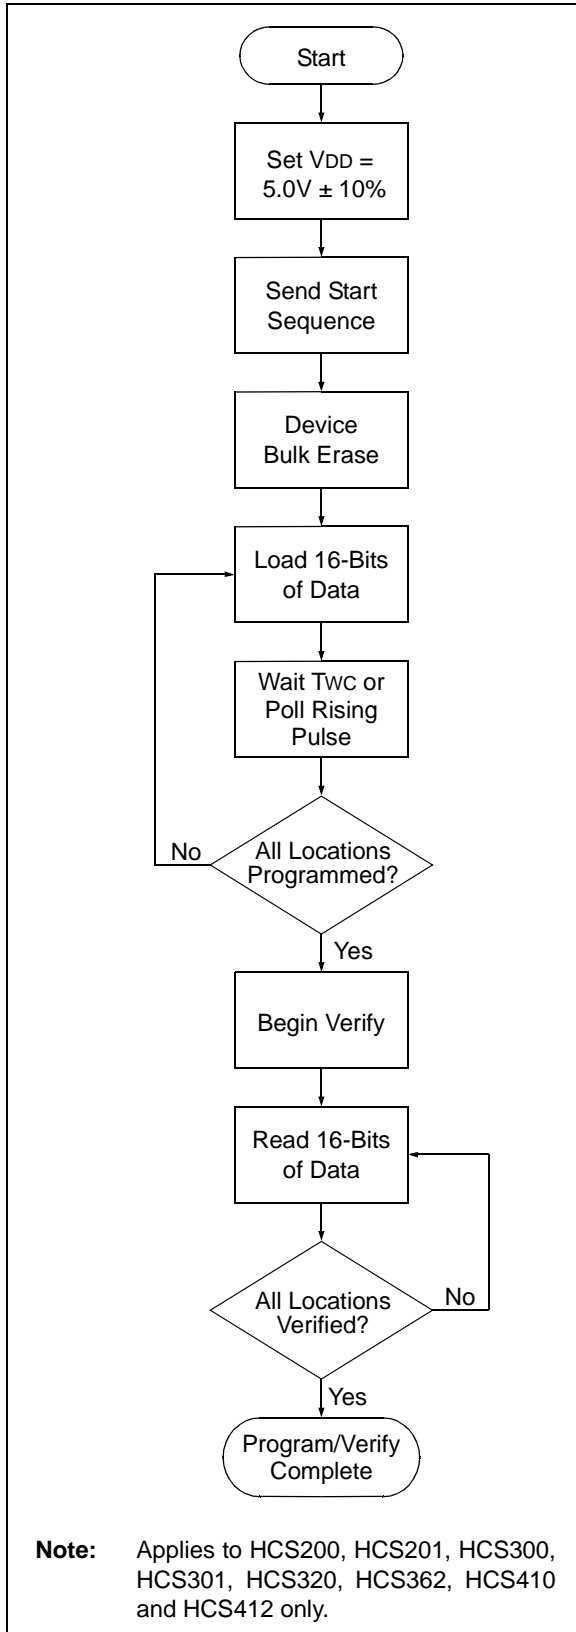 Start
Set VDD =
5.0V ± 10%
Send Start
Sequence
Device
Bulk Erase
Load 16-Bits
of Data
Wait TWC or
Poll Rising
Pulse
No
All Locations
Programmed?
Yes
Begin Verify
Read 16-Bits
of Data
All Locations
Verified?
No
Yes
Program/Verify
Complete
Note: Applies to HCS200, HCS201, HCS300,
HCS301, HCS320, HCS362, HCS410
and HCS412 only.